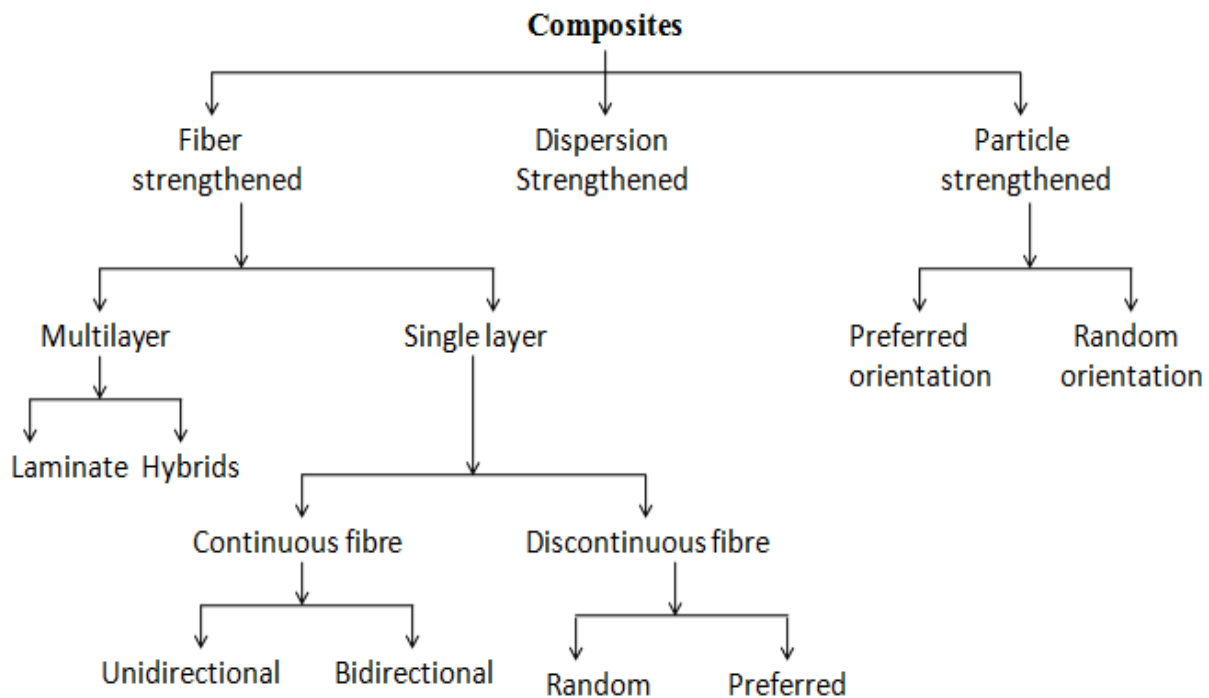 Composites
Fiber
strengthened
Dispersion
Strengthened
Particle
strengthened
Multilayer
Single layer
Preferred
orientation
Random
orientation
Laminate Hybrids
Continuous fibre
Discontinuous fibre
Unidirectional
Bidirectional
Random
Preferred